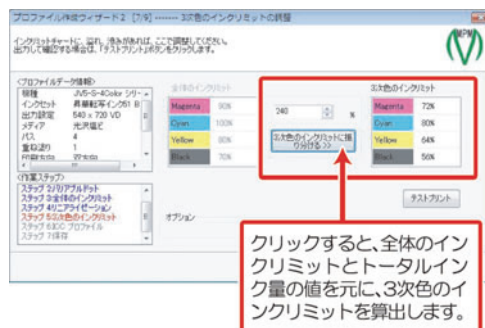 プロファイル作成ウィザード2 [7/9] ------- 3次色のインクリミットの調整
インクリミットチャートに、溢れ、滲みがあれば、ここで調整してください。
出力して確認する場合は、「テストプリント」ボタンをクリックします。
MPM
<プロファイルデータ情報>
機種 JV5-S-4Color シリ-
インクセット 昇華転写インク51 B
出力設定 540 x 720 VD
メディア 光沢塩ビ
パス 4
重ね塗り 1
印刷方向 双方向
<作業ステップ>
ステップ 2:バリアブルドット
ステップ 3:全体のインクリミット
ステップ 4:リニアライゼーション
ステップ 5:3次色のインクリミット
ステップ 6:ICC プロファイル
ステップ 7:保存
全体のインクリミット
Magenta 90%
Cyan 100%
Yellow 80%
Black 70%
オプション
240 %
3次色のインクリミットに振
り分ける >>
3次色のインクリミット
Magenta 72%
Cyan 80%
Yellow 64%
Black 56%
テストプリント
クリックすると、全体のイン
クリミットとトータルイン
ク量の値を元に、3次色のイ
ンクリミットを算出します。